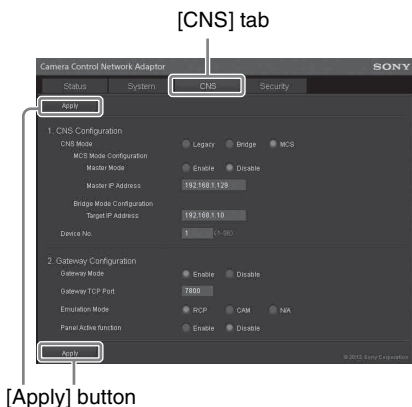 [CNS] tab
Camera Control Network Adaptor SONY
Status System CNS Security
Apply
1. CNS Configuration
CNS Mode Legacy Bridge MCS
MCS Mode Configuration
Master Mode Enable Disable
Master IP Address 192.168.1.129
Bridge Mode Configuration
Target IP Address 192.168.1.10
Device No. 1 (1-96)
2. Gateway Configuration
Gateway Mode Enable Disable
Gateway TCP Port 7800
Emulation Mode RCP CAM N/A
Panel Active function Enable Disable
Apply © 2013 Sony Corporation
[Apply] button